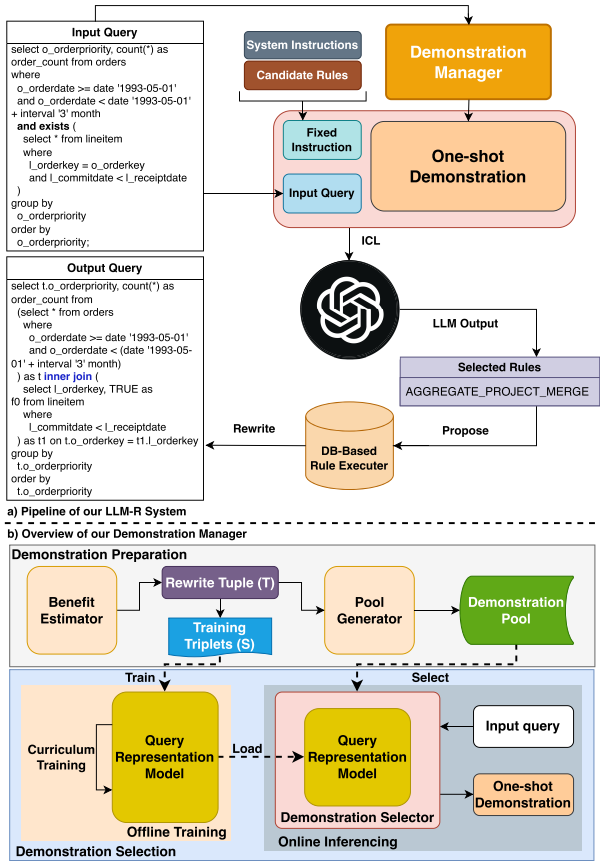 Input Query
select o_orderpriority, count(*) as
order_count from orders
where
o_orderdate >= date '1993-05-01'
and o_orderdate < date '1993-05-01'
+ interval '3' month
and exists (
select * from lineitem
where
l_orderkey = o_orderkey
and l_commitdate < l_receiptdate
)
group by
o_orderpriority
order by
o_orderpriority;
System Instructions
Candidate Rules
Demonstration
Manager
Fixed
Instruction
Input Query
One-shot
Demonstration
ICL
LLM Output
Selected Rules
AGGREGATE_PROJECT_MERGE
Propose
DB-Based
Rule Executer
Rewrite
Output Query
select t.o_orderpriority, count(*) as
order_count from
(select * from orders
where
o_orderdate >= date '1993-05-01'
and o_orderdate < (date '1993-05-
01' + interval '3' month)
) as t inner join (
select l_orderkey, TRUE as
f0 from lineitem
where
l_commitdate < l_receiptdate
) as t1 on t.o_orderkey = t1.l_orderkey
group by
t.o_orderpriority
order by
t.o_orderpriority
a) Pipeline of our LLM-R System
b) Overview of our Demonstration Manager
Demonstration Preparation
Benefit
Estimator
Rewrite Tuple (T)
Training
Triplets (S)
Pool
Generator
Demonstration
Pool
Train
Select
Curriculum
Training
Query
Representation
Model
Offline Training
Load
Query
Representation
Model
Demonstration Selector
Input query
One-shot
Demonstration
Online Inferencing
Demonstration Selection